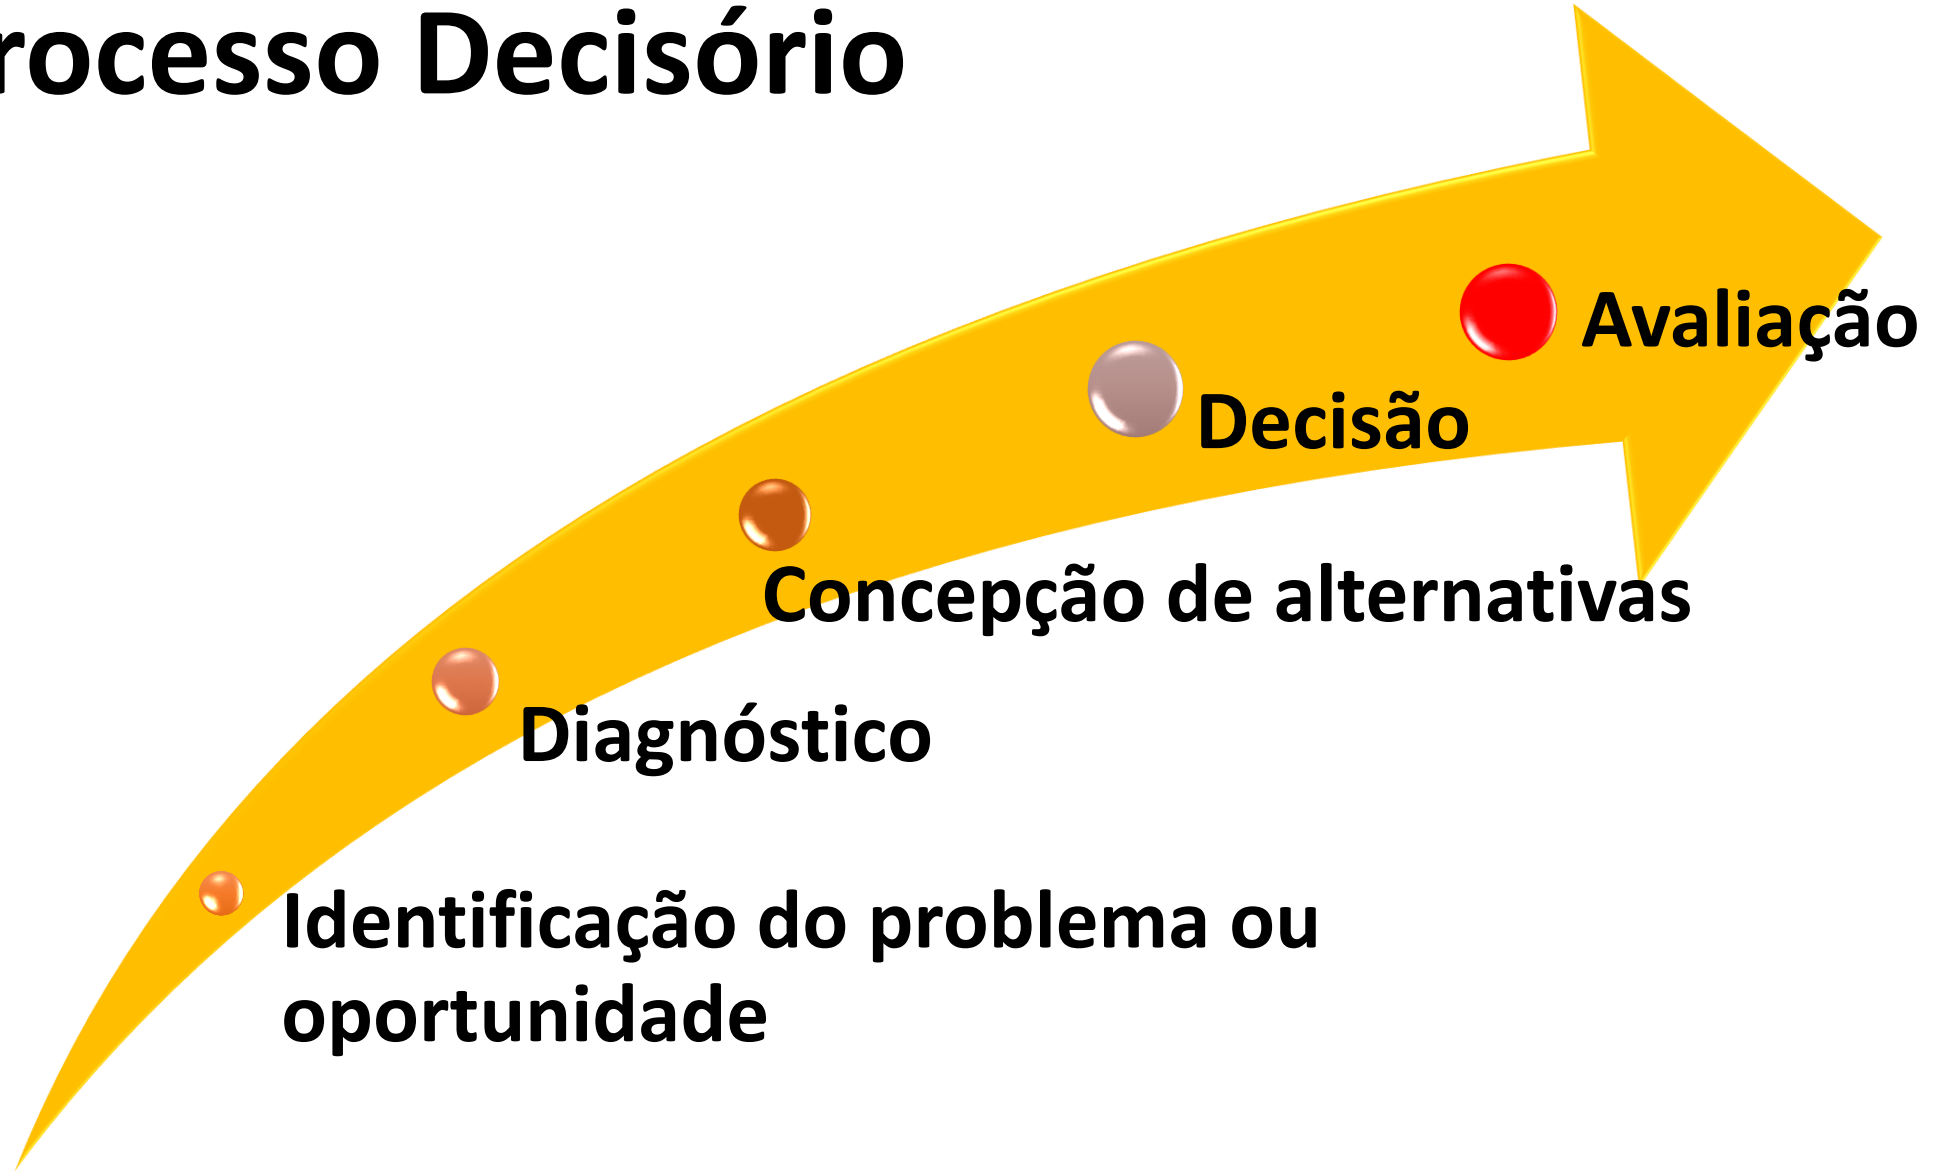 rocesso Decisório
Avaliação
Decisão
Concepção de alternativas
Diagnóstico
Identificação do problema ou
oportunidade